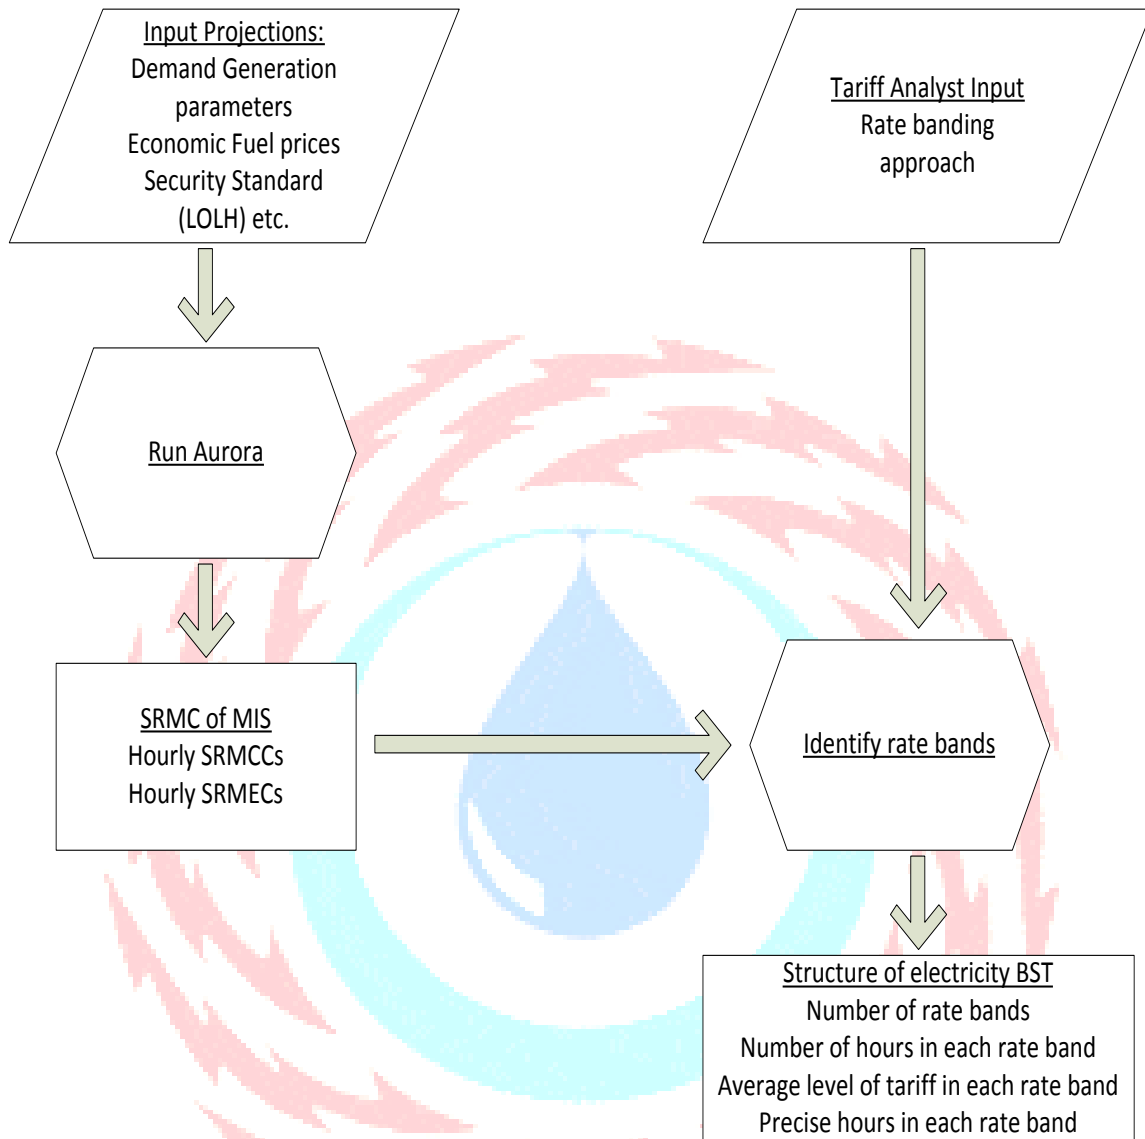 Input Projections:
Demand Generation
parameters
Economic Fuel prices
Security Standard
(LOLH) etc.
Tariff Analyst Input
Rate banding
approach
Run Aurora
SRMC of MIS
Hourly SRMCCs
Hourly SRMECs
Identify rate bands
Structure of electricity BST
Number of rate bands
Number of hours in each rate band
Average level of tariff in each rate band
Precise hours in each rate band